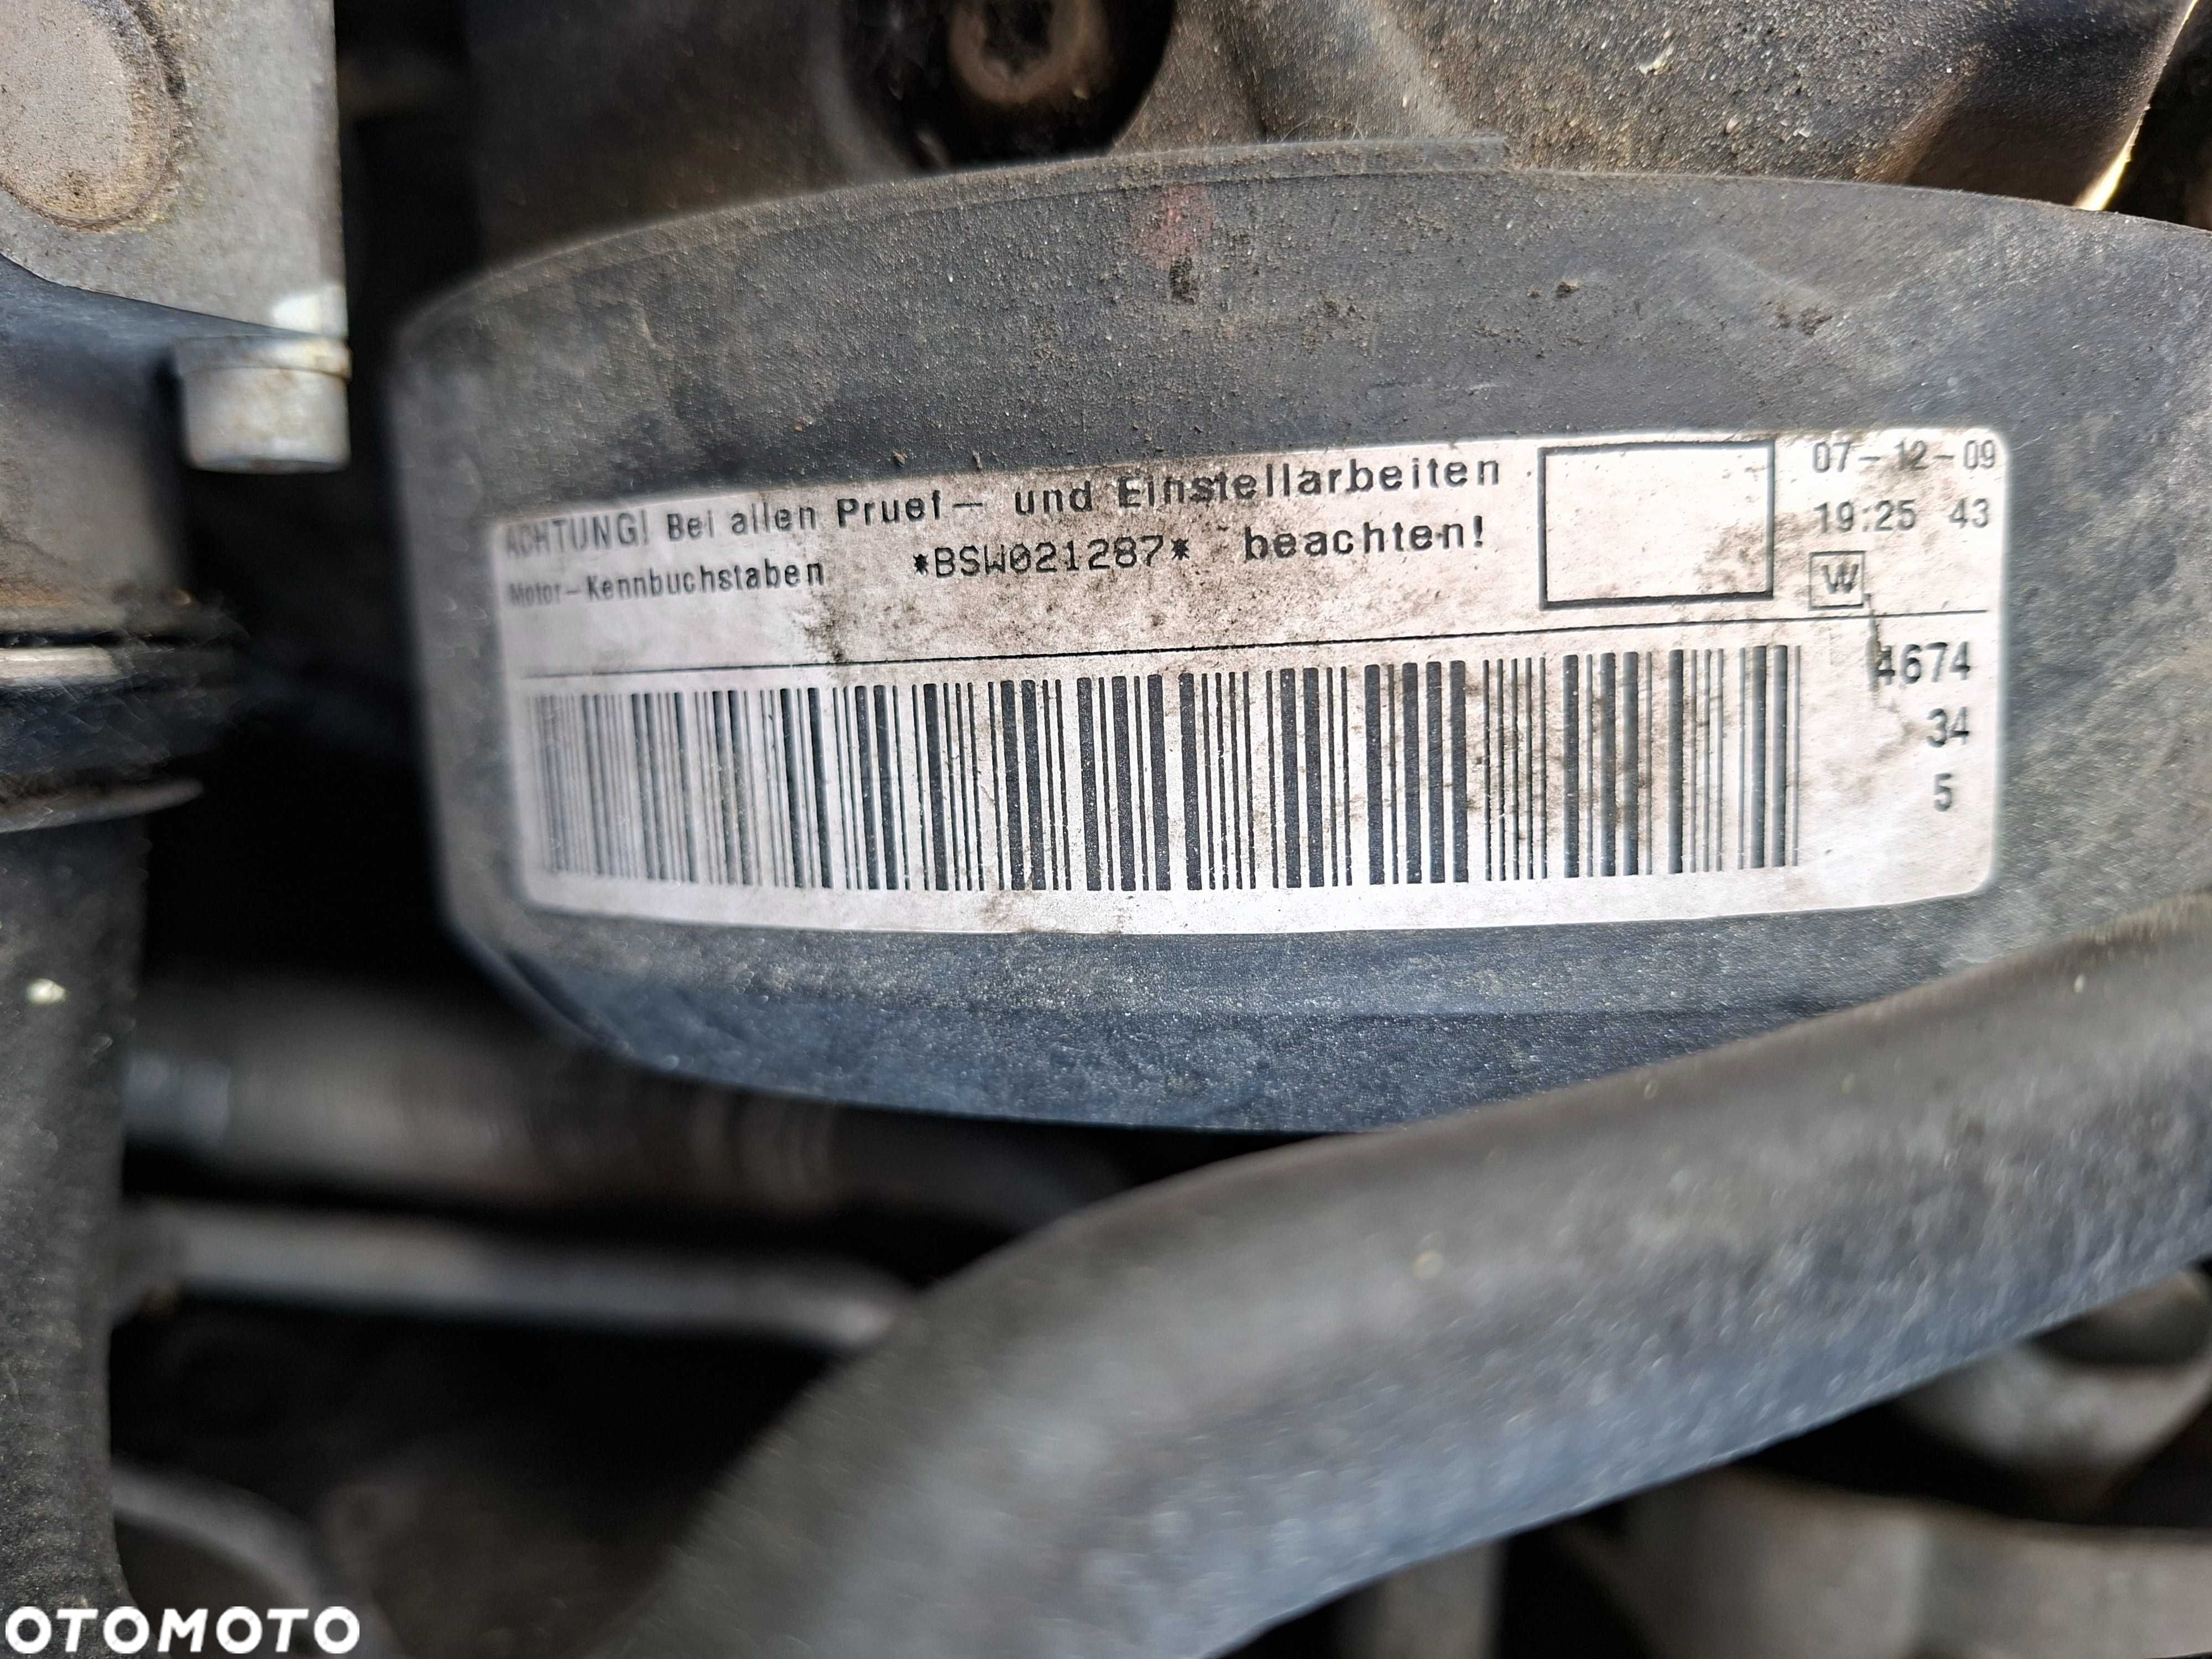 ACHTUNG! Bei allen Pruef- und Einstellarbeiten
Motor-Kennbuchstaben *BSW021287* beachten!
07-12-09
19:25 43
W
4674
34
5
OTOMOTO